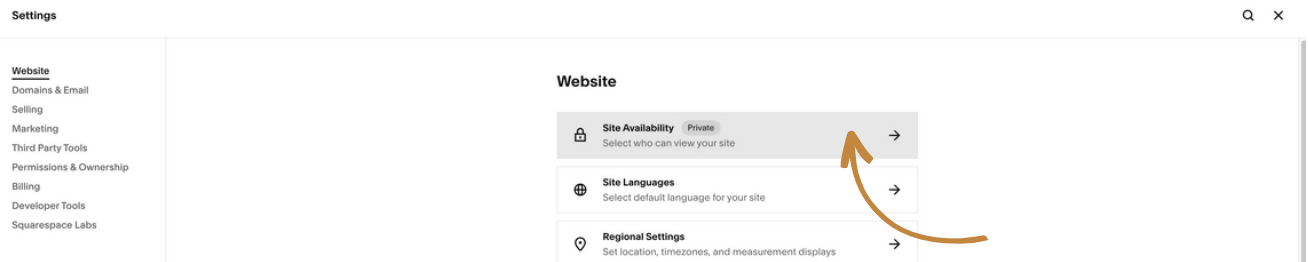 Settings
Website
Domains & Email
Selling
Marketing
Third Party Tools
Permissions & Ownership
Billing
Developer Tools
Squarespace Labs
Website
Site Availability Private
Select who can view your site
Site Languages
Select default language for your site
Regional Settings
Set location, timezones, and measurement displays